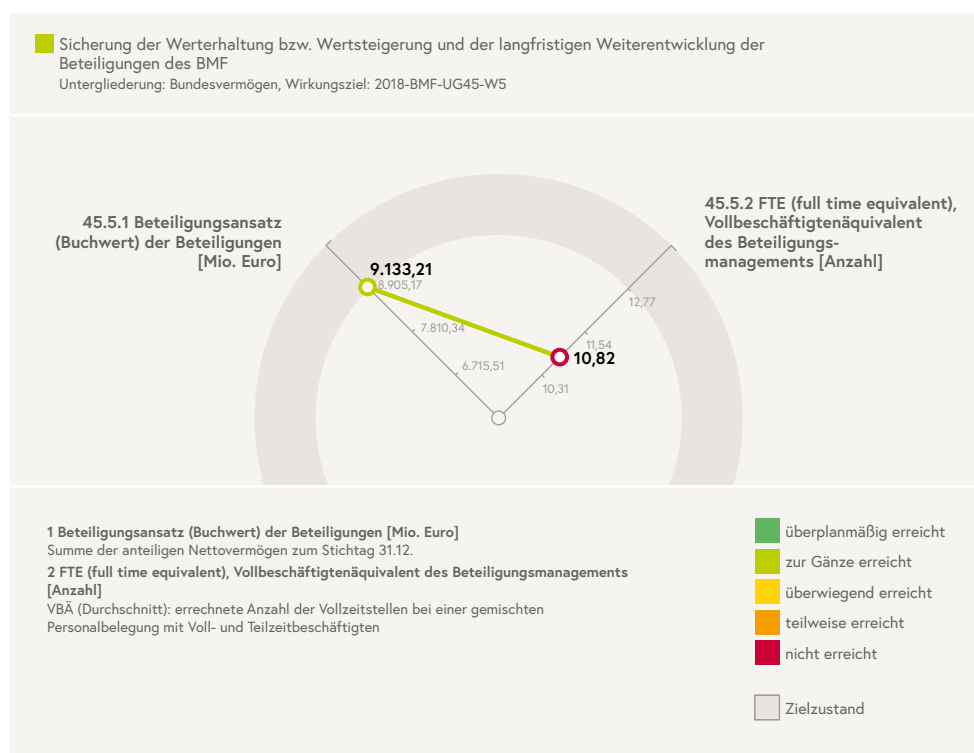 Sicherung der Werterhaltung bzw. Wertsteigerung und der langfristigen Weiterentwicklung der
Beteiligungen des BMF
Untergliederung: Bundesvermögen, Wirkungsziel: 2018-BMF-UG45-W5
45.5.1 Beteiligungsansatz
(Buchwert) der Beteiligungen
[Mio. Euro]
45.5.2 FTE (full time equivalent),
Vollbeschäftigtenäquivalent
des Beteiligungs-
managements [Anzahl]
9.133,21
8.905,17
7.810,34
6.715,51
12,77
11,54
10,82
10,31
1 Beteiligungsansatz (Buchwert) der Beteiligungen [Mio. Euro]
Summe der anteiligen Nettovermögen zum Stichtag 31.12.
2 FTE (full time equivalent), Vollbeschäftigtenäquivalent des Beteiligungsmanagements
[Anzahl]
VBÄ (Durchschnitt): errechnete Anzahl der Vollzeitstellen bei einer gemischten
Personalbelegung mit Voll- und Teilzeitbeschäftigten
überplanmäßig erreicht
zur Gänze erreicht
überwiegend erreicht
teilweise erreicht
nicht erreicht
Zielzustand